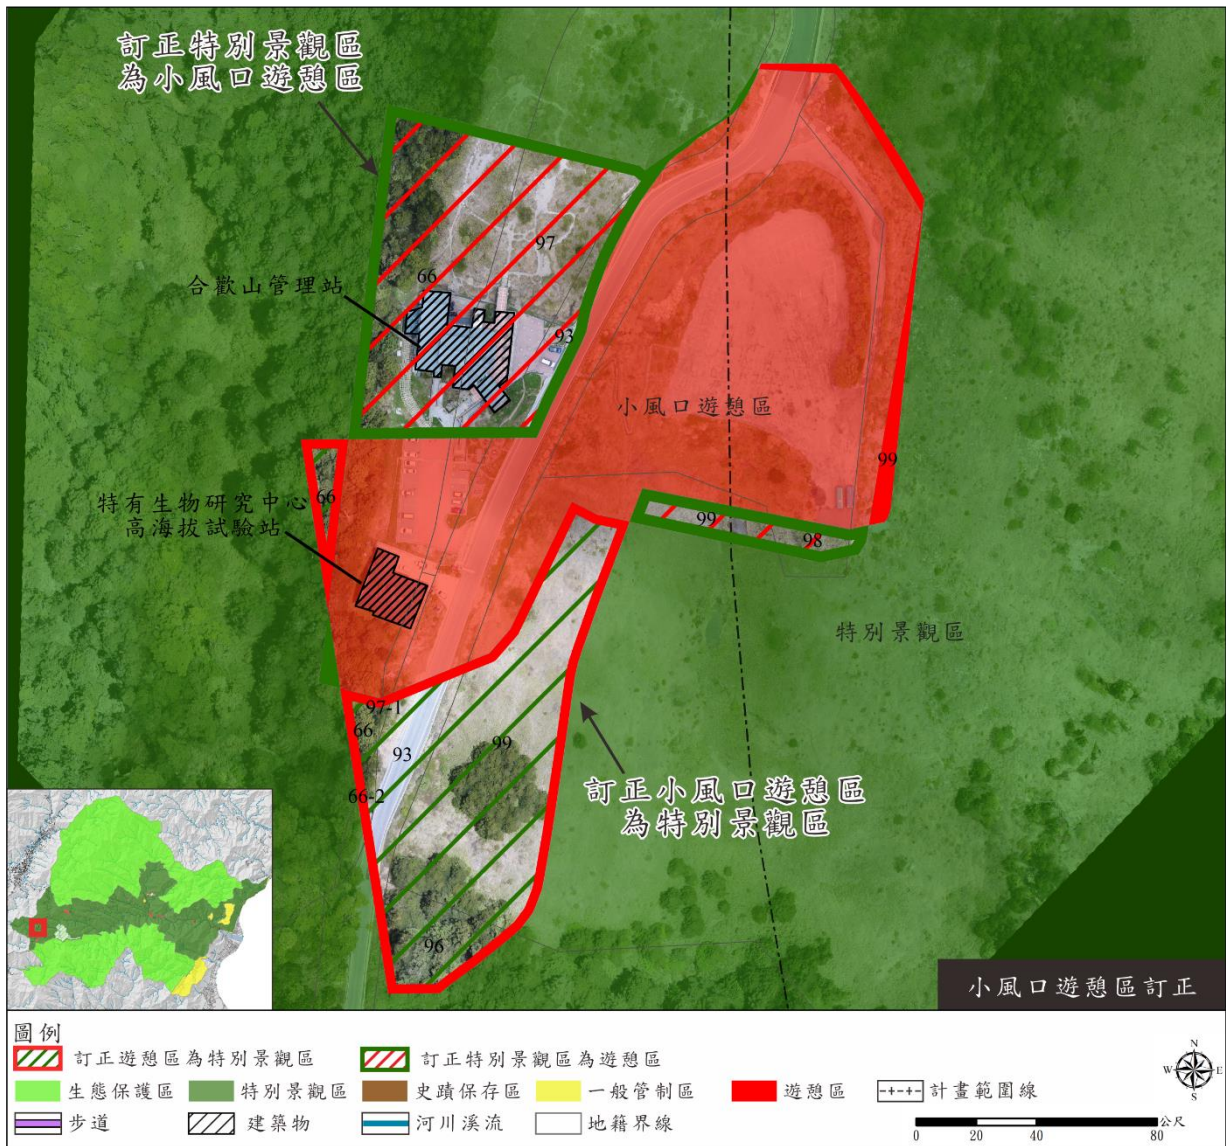 訂正特別景觀區
為小風口遊憩區
合歡山管理站
66
97
93
小風口遊憩區
99
66
特有生物研究中心
高海拔試驗站
99
98
特別景觀區
97-1
66
93
99
66-2
訂正小風口遊憩區
為特別景觀區
96
小風口遊憩區訂正
圖例
訂正遊憩區為特別景觀區
訂正特別景觀區為遊憩區
生態保護區
特別景觀區
史蹟保存區
一般管制區
遊憩區
計畫範圍線
步道
建築物
河川溪流
地籍界線
N
W
E
S
公尺
0 20 40 80